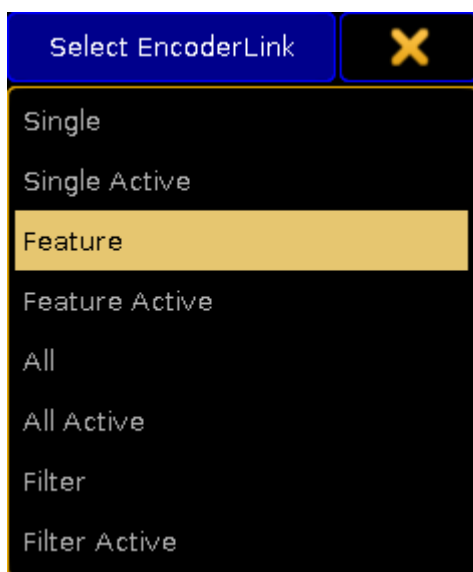 Select EncoderLink
Single
Single Active
Feature
Feature Active
All
All Active
Filter
Filter Active